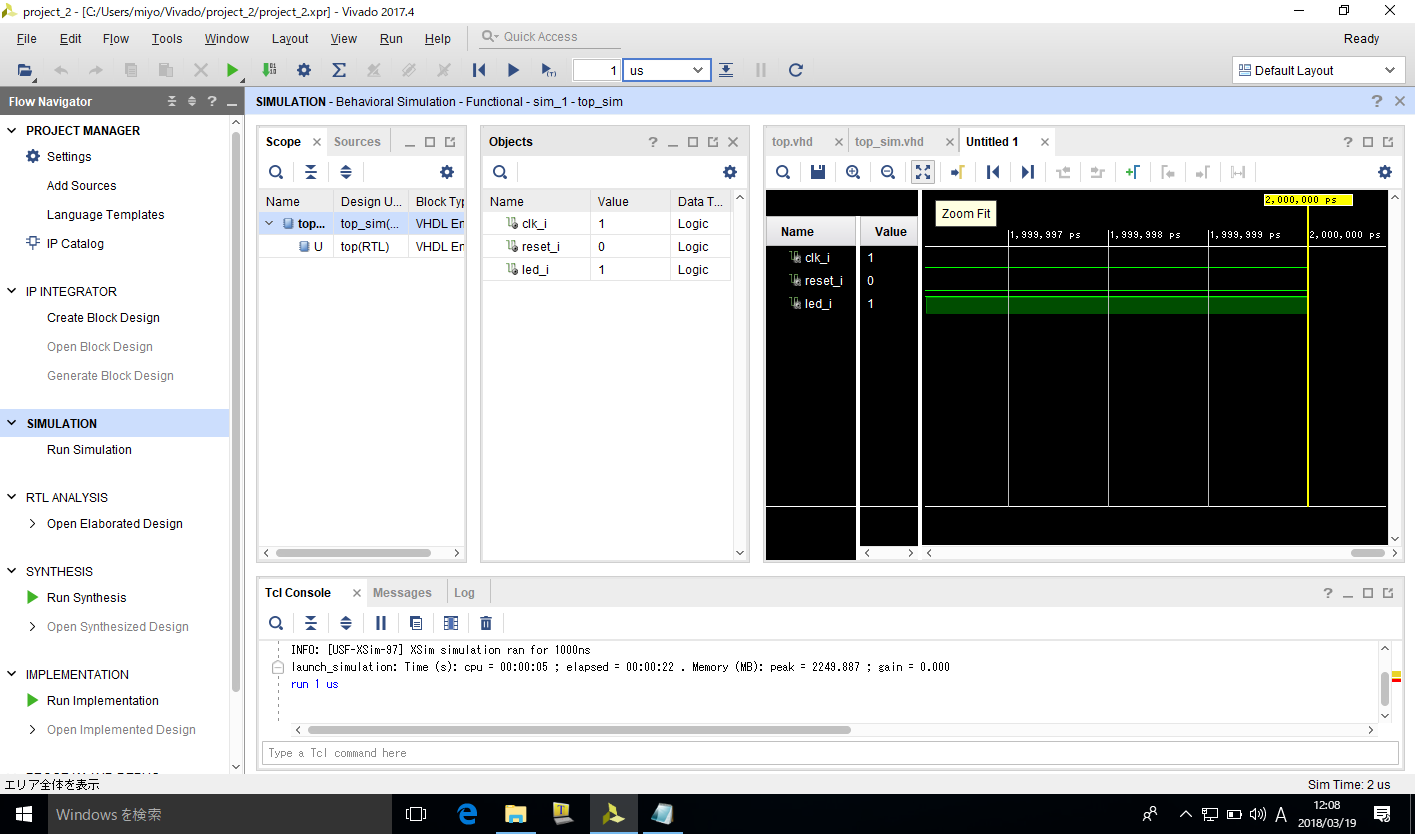 project_2 - [C:/Users/miyo/Vivado/project_2/project_2.xpr] - Vivado 2017.4
File Edit Flow Tools Window Layout View Run Help Quick Access Ready
1 us Default Layout
Flow Navigator
SIMULATION - Behavioral Simulation - Functional - sim_1 - top_sim
PROJECT MANAGER
Settings
Add Sources
Language Templates
IP Catalog
IP INTEGRATOR
Create Block Design
Open Block Design
Generate Block Design
SIMULATION
Run Simulation
RTL ANALYSIS
Open Elaborated Design
SYNTHESIS
Run Synthesis
Open Synthesized Design
IMPLEMENTATION
Run Implementation
Open Implemented Design
Scope Sources
Name Design U... Block Typ
top... top_sim(... VHDL En
U top(RTL) VHDL En
Objects
Name Value Data T...
clk_i 1 Logic
reset_i 0 Logic
led_i 1 Logic
top.vhd top_sim.vhd Untitled 1
2,000,000 ps
Zoom Fit
Name Value
1,999,997 ps 1,999,998 ps 1,999,999 ps 2,000,000 ps
clk_i 1
reset_i 0
led_i 1
Tcl Console Messages Log
INFO: [USF-XSim-97] XSim simulation ran for 1000ns
launch_simulation: Time (s): cpu = 00:00:05 ; elapsed = 00:00:22 . Memory (MB): peak = 2249.887 ; gain = 0.000
run 1 us
Type a Tcl command here
エリア全体を表示 Sim Time: 2 us
Windows を検索
A
12:08
2018/03/19